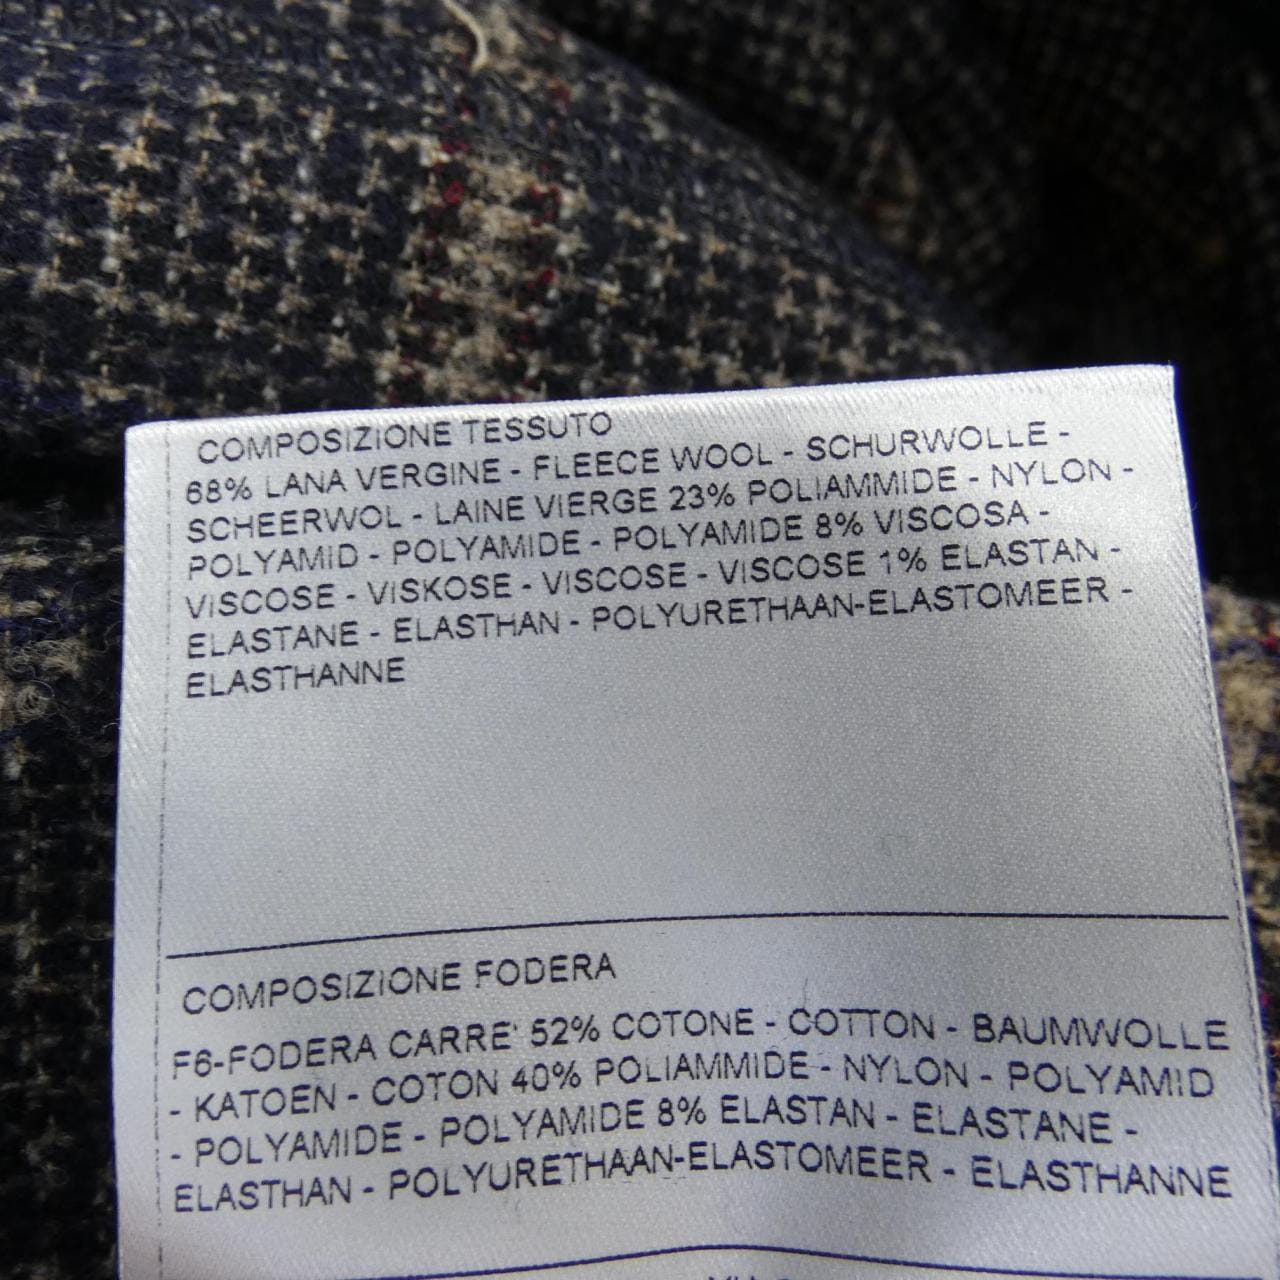 COMPOSIZIONE TESSUTO
68% LANA VERGINE - FLEECE WOOL - SCHURWOLLE -
SCHEERWOL - LAINE VIERGE 23% POLIAMMIDE - NYLON -
POLYAMID - POLYAMIDE - POLYAMIDE 8% VISCOSA -
VISCOSE - VISKOSE - VISCOSE - VISCOSE 1% ELASTAN -
ELASTANE - ELASTHAN - POLYURETHAAN-ELASTOMEER -
ELASTHANNE
COMPOSIZIONE FODERA
F6-FODERA CARRE' 52% COTONE - COTTON - BAUMWOLLE
- KATOEN - COTON 40% POLIAMMIDE - NYLON - POLYAMID
- POLYAMIDE - POLYAMIDE 8% ELASTAN - ELASTANE -
ELASTHAN - POLYURETHAAN-ELASTOMEER - ELASTHANNE